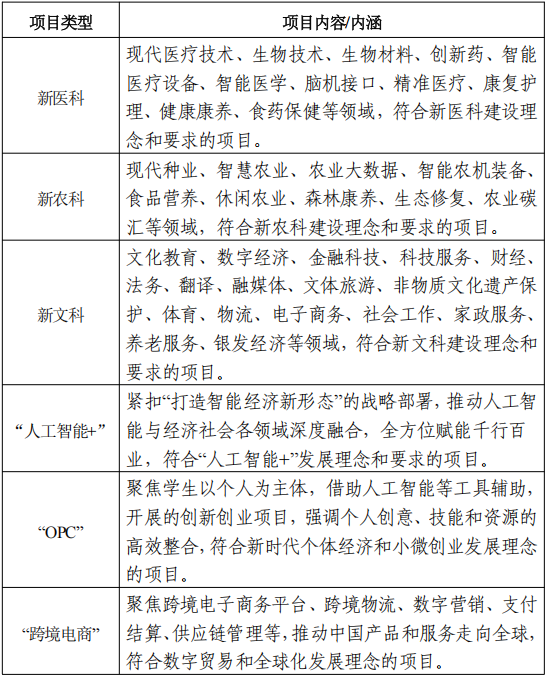 项目类型 项目内容/内涵
现代医疗技术、生物技术、生物材料、创新药、智能
医疗设备、智能医学、脑机接口、精准医疗、康复护
新医科
理、健康康养、食药保健等领域，符合新医科建设理
念和要求的项目。
现代种业、智慧农业、农业大数据、智能农机装备、
新农科 食品营养、休闲农业、森林康养、生态修复、农业碳
汇等领域，符合新农科建设理念和要求的项目。
文化教育、数字经济、金融科技、科技服务、财经、
法务、翻译、融媒体、文体旅游、非物质文化遗产保
新文科 护、体育、物流、电子商务、社会工作、家政服务、
养老服务、银发经济等领域，符合新文科建设理念和
要求的项目。
紧扣“打造智能经济新形态”的战略部署，推动人工智
“人工智能+” 能与经济社会各领域深度融合，全方位赋能千行百
业，符合“人工智能+”发展理念和要求的项目。
聚焦学生以个人为主体，借助人工智能等工具辅助，
开展的创新创业项目，强调个人创意、技能和资源的
“OPC”
高效整合，符合新时代个体经济和小微创业发展理念
的项目。
聚焦跨境电子商务平台、跨境物流、数字营销、支付
“跨境电商” 结算、供应链管理等，推动中国产品和服务走向全球，
符合数字贸易和全球化发展理念的项目。